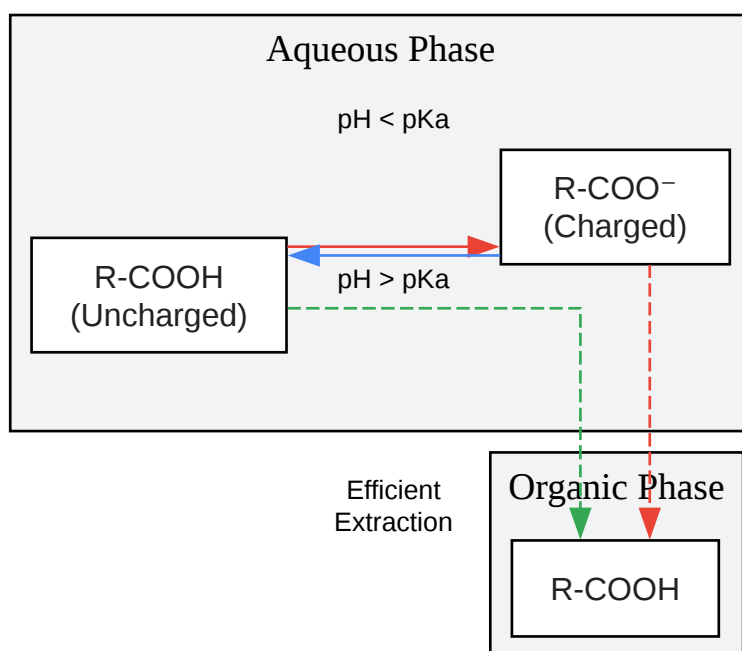 Aqueous Phase
pH < pKa
R-COO⁻
(Charged)
R-COOH
(Uncharged)
pH > pKa
Efficient
Extraction
Organic Phase
R-COOH